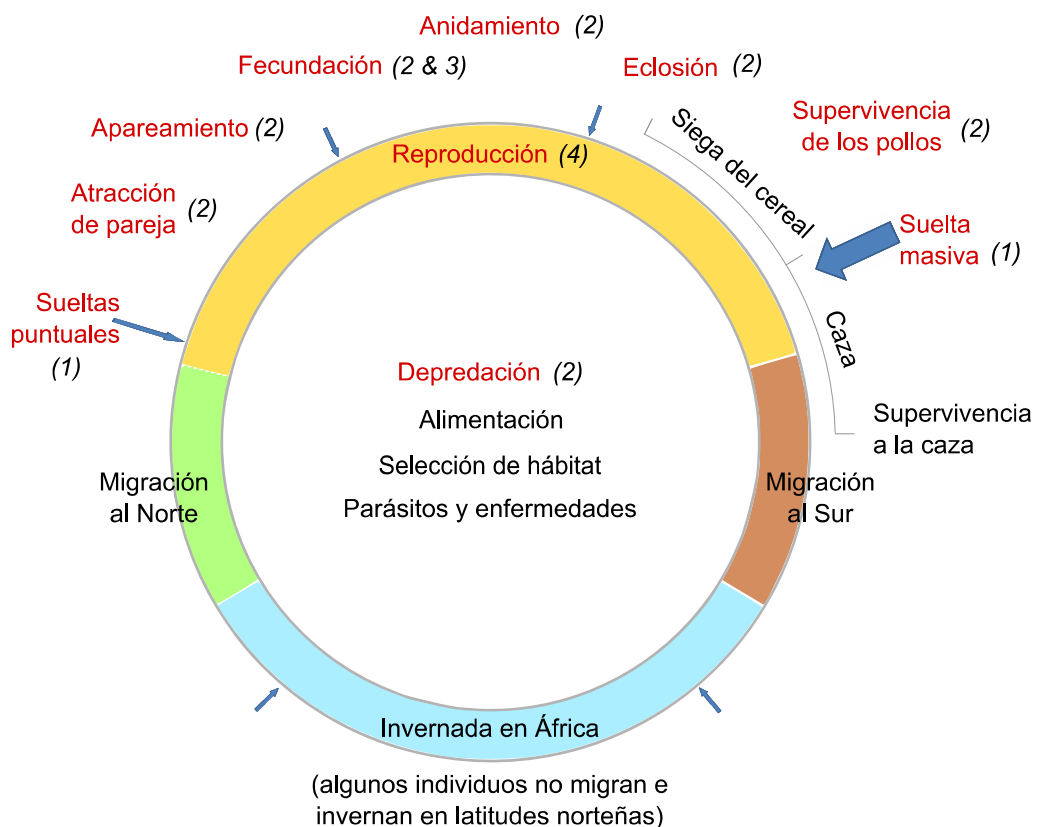 Anidamiento (2)
Fecundación (2 & 3)
Eclosión (2)
Apareamiento (2)
Supervivencia
de los pollos (2)
Reproducción (4)
Siega del cereal
Atracción
de pareja (2)
Suelta
masiva (1)
Sueltas
puntuales
(1)
Caza
Depredación (2)
Alimentación
Selección de hábitat
Parásitos y enfermedades
Supervivencia
a la caza
Migración
al Norte
Migración
al Sur
Invernada en África
(algunos individuos no migran e
invernan en latitudes norteñas)